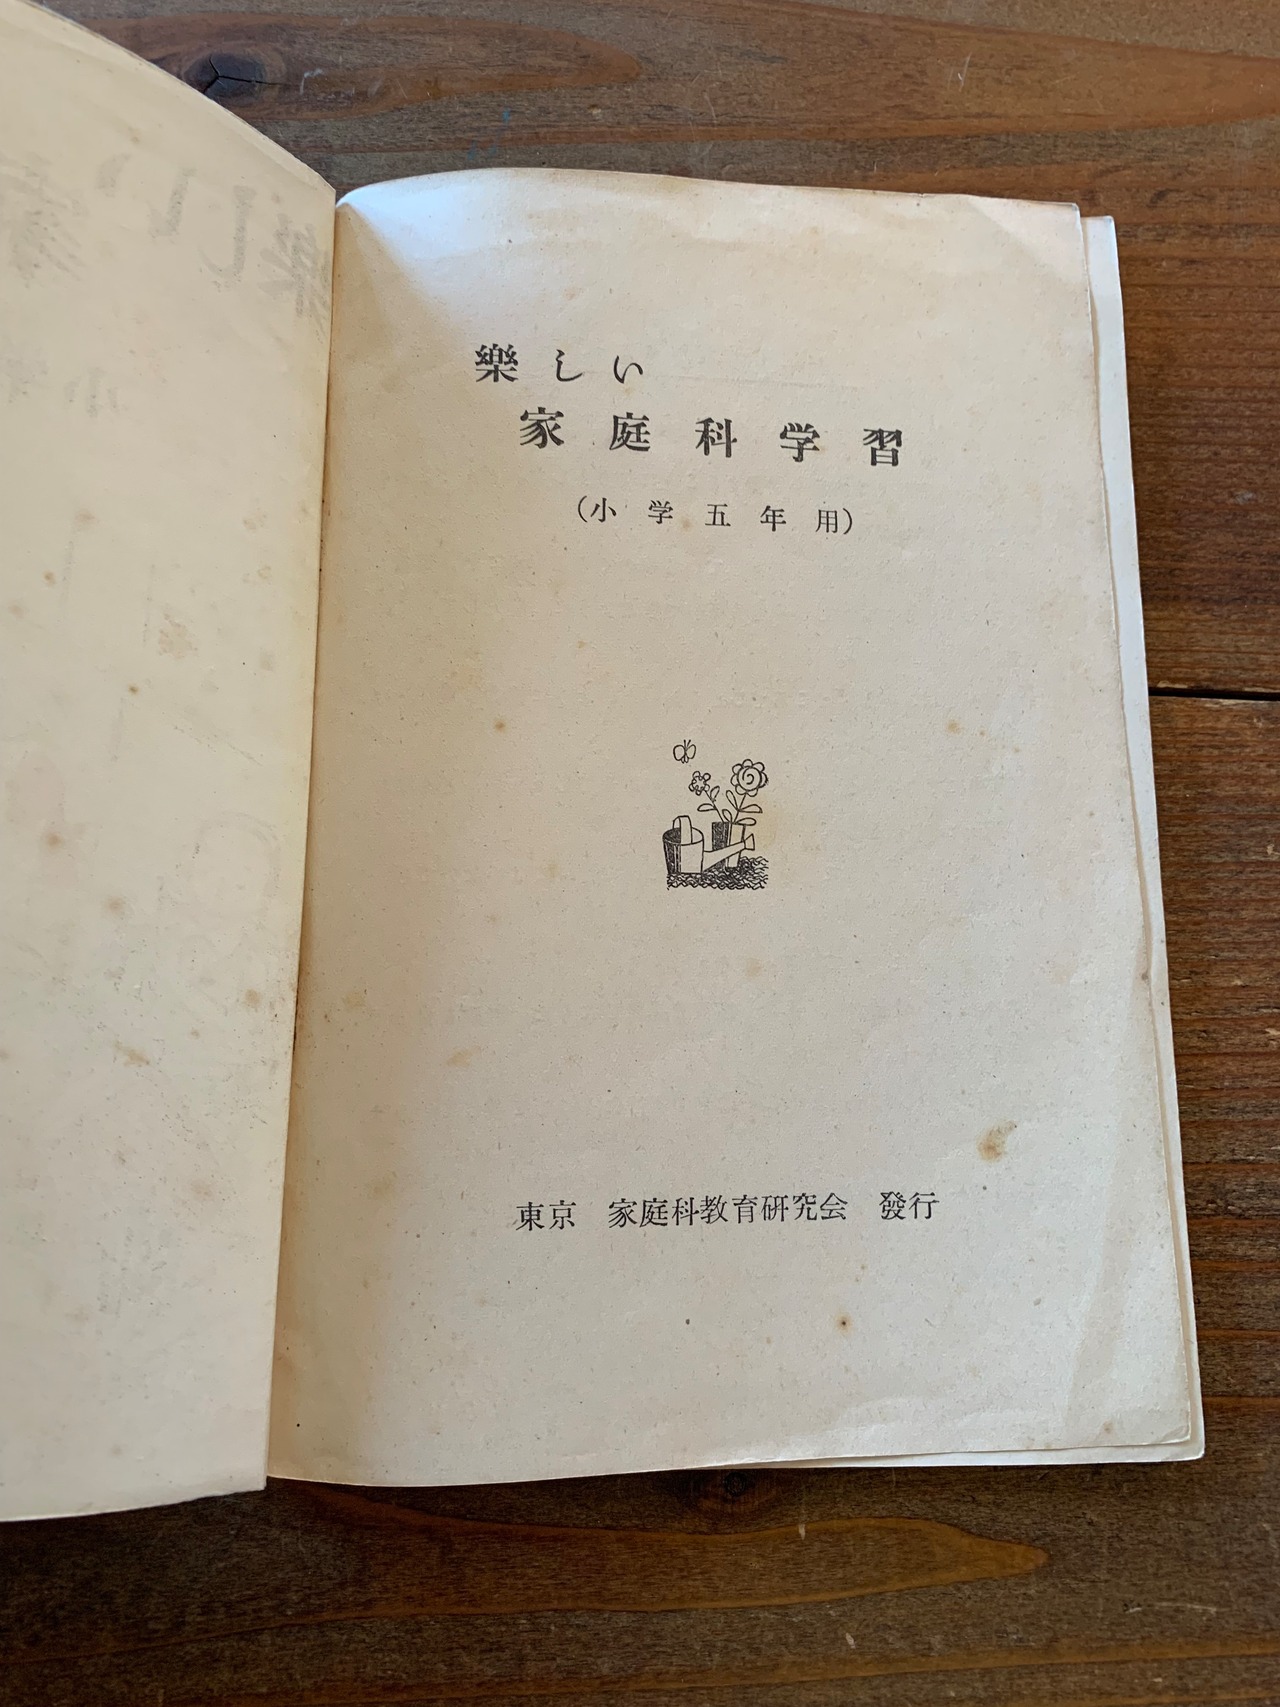 樂しい
家庭科学習
(小学五年用)
東京 家庭科教育研究会 發行